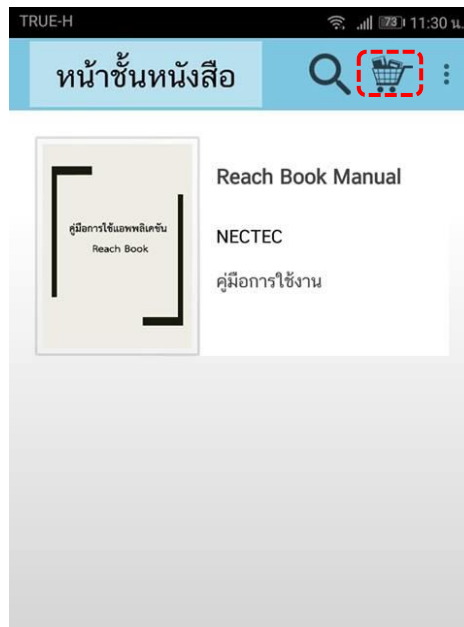 TRUE-H 73 11:30 น.
หน้าชั้นหนังสือ
คู่มือการใช้แอพพลิเคชัน
Reach Book
Reach Book Manual
NECTEC
คู่มือการใช้งาน